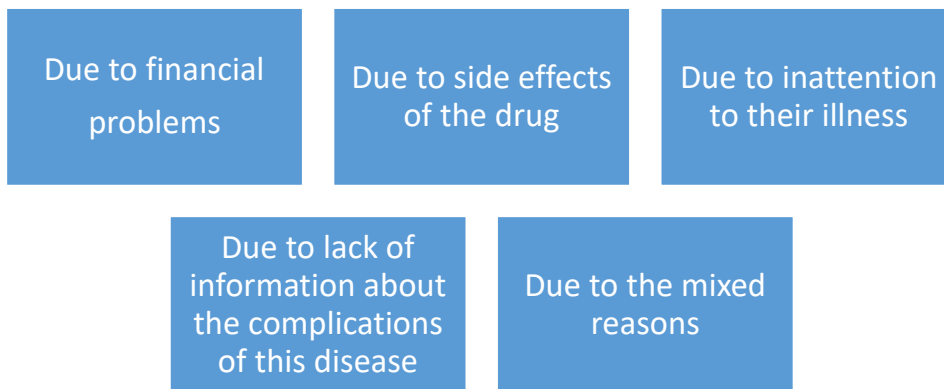 Due to financial
problems
Due to side effects
of the drug
Due to inattention
to their illness
Due to lack of
information about
the complications
of this disease
Due to the mixed
reasons